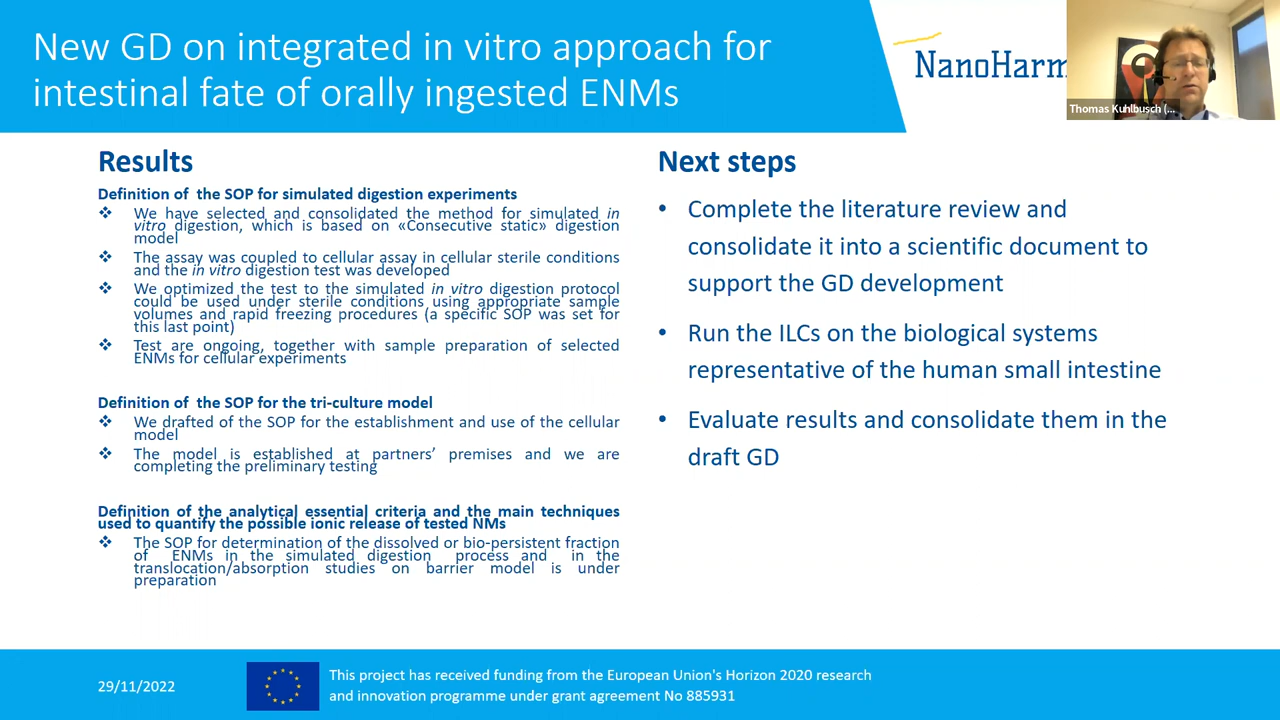 New GD on integrated in vitro approach for
intestinal fate of orally ingested ENMs
NanoHarm
Thomas Kuhlbusch (...
Results
Definition of the SOP for simulated digestion experiments
We have selected and consolidated the method for simulated in
vitro digestion, which is based on «Consecutive static» digestion
model
The assay was coupled to cellular assay in cellular sterile conditions
and the in vitro digestion test was developed
We optimized the test to the simulated in vitro digestion protocol
could be used under sterile conditions using appropriate sample
volumes and rapid freezing procedures (a specific SOP was set for
this last point)
Test are ongoing, together with sample preparation of selected
ENMs for cellular experiments
Definition of the SOP for the tri-culture model
We drafted of the SOP for the establishment and use of the cellular
model
The model is established at partners’ premises and we are
completing the preliminary testing
Definition of the analytical essential criteria and the main techniques
used to quantify the possible ionic release of tested NMs
The SOP for determination of the dissolved or bio-persistent fraction
of ENMs in the simulated digestion process and in the
translocation/absorption studies on barrier model is under
preparation
Next steps
• Complete the literature review and
consolidate it into a scientific document to
support the GD development
• Run the ILCs on the biological systems
representative of the human small intestine
• Evaluate results and consolidate them in the
draft GD
29/11/2022
This project has received funding from the European Union's Horizon 2020 research
and innovation programme under grant agreement No 885931